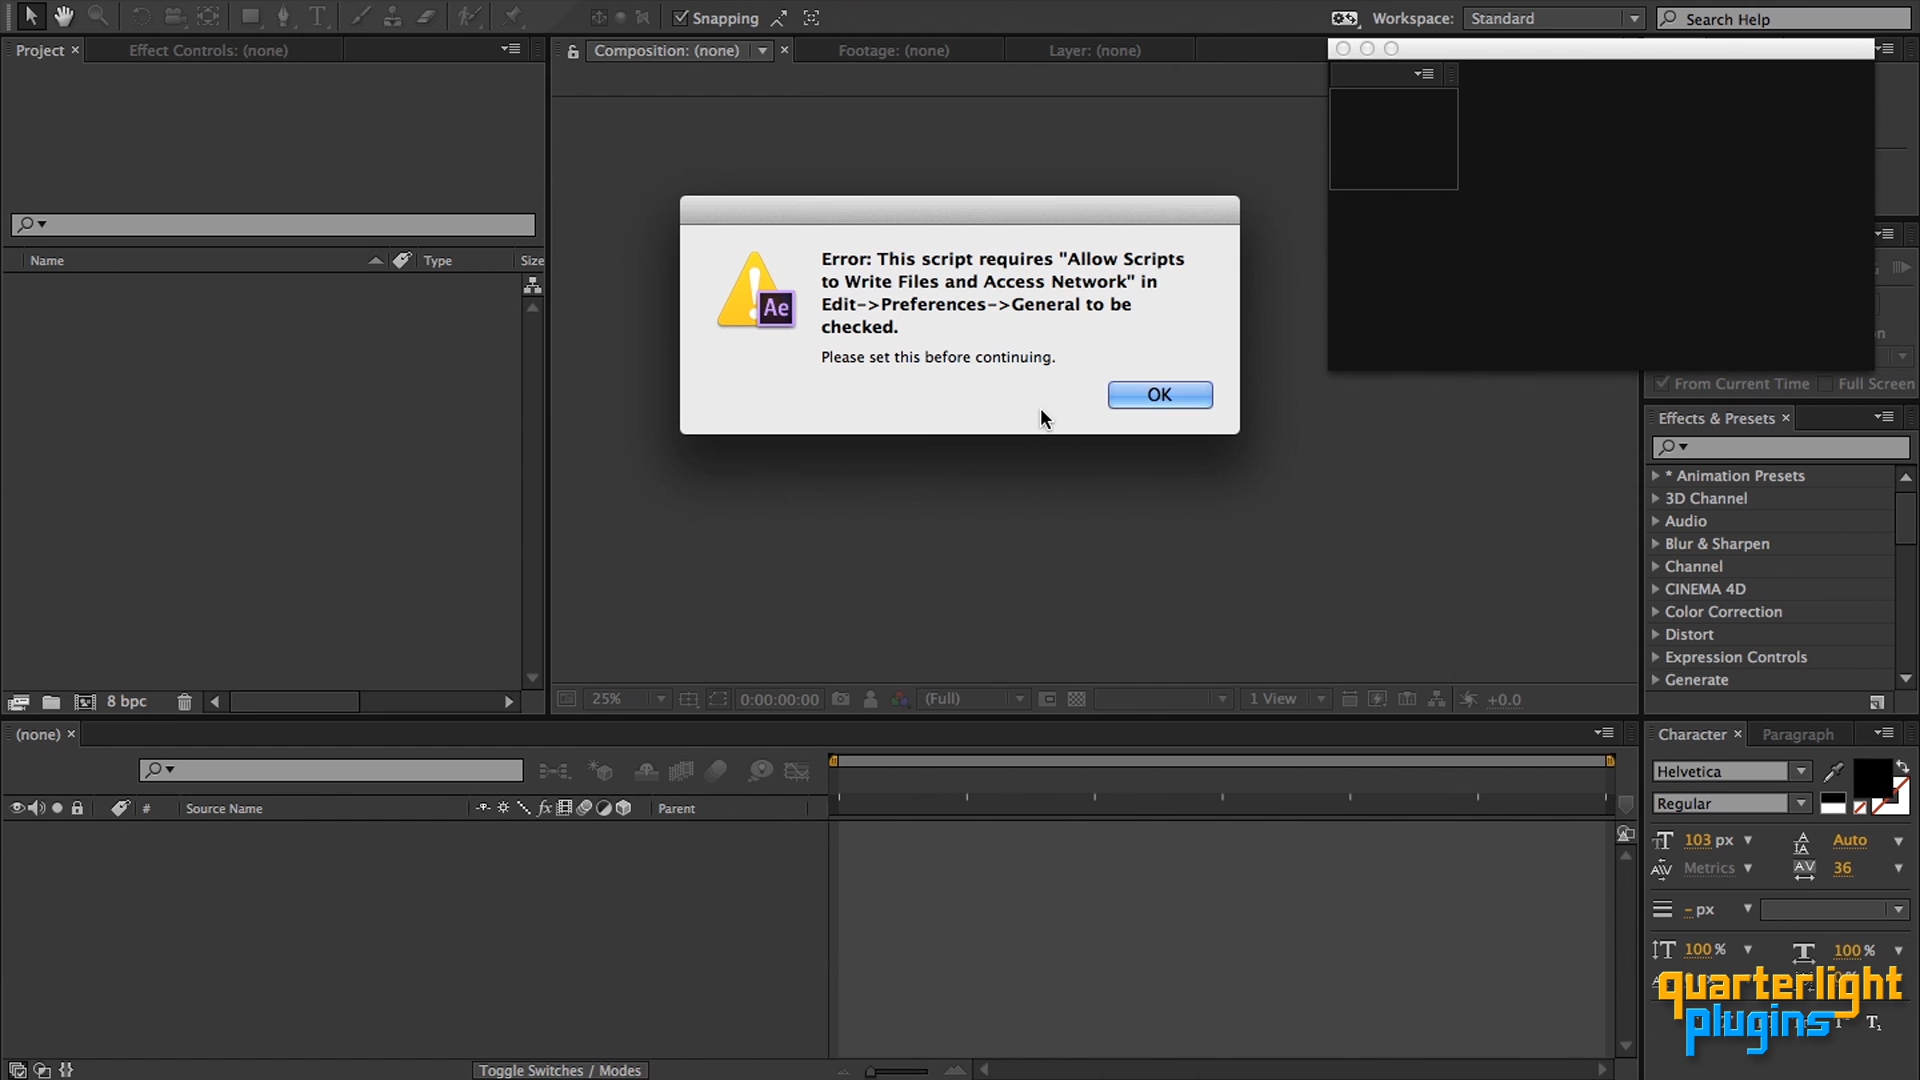 Snapping
Workspace:
Standard
Search Help
Project
Effect Controls: (none)
Composition: (none)
Footage: (none)
Layer: (none)
Name
Type
Size
Error: This script requires "Allow Scripts
to Write Files and Access Network" in
Edit->Preferences->General to be
checked.
Please set this before continuing.
OK
Ae
From Current Time
Full Screen
Effects & Presets
* Animation Presets
3D Channel
Audio
Blur & Sharpen
Channel
CINEMA 4D
Color Correction
Distort
Expression Controls
Generate
8 bpc
25%
0:00:00:00
(Full)
1 View
+0.0
(none)
#
Source Name
fx
Parent
Character
Paragraph
Helvetica
Regular
103 px
Auto
Metrics
36
- px
100 %
100 %
quarterlight
plugins
Toggle Switches / Modes